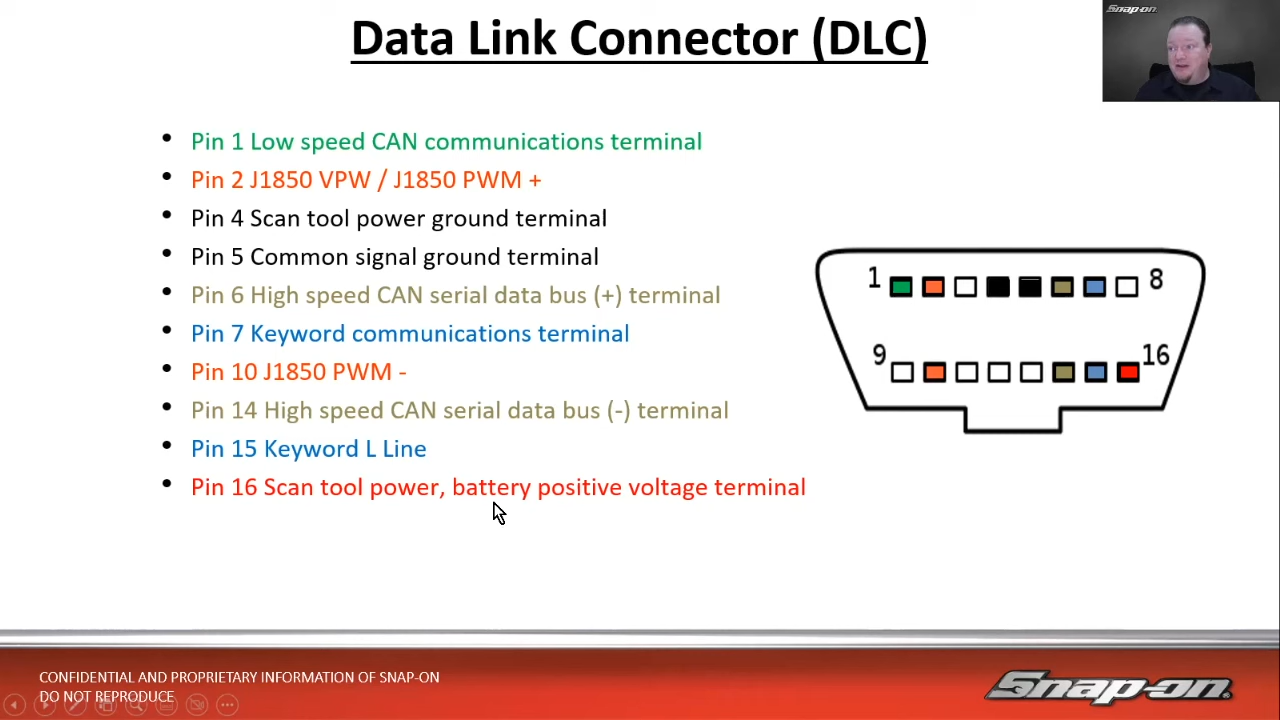 Data Link Connector (DLC)
Snap-on
• Pin 1 Low speed CAN communications terminal
• Pin 2 J1850 VPW / J1850 PWM +
• Pin 4 Scan tool power ground terminal
• Pin 5 Common signal ground terminal
• Pin 6 High speed CAN serial data bus (+) terminal
• Pin 7 Keyword communications terminal
• Pin 10 J1850 PWM -
• Pin 14 High speed CAN serial data bus (-) terminal
• Pin 15 Keyword L Line
• Pin 16 Scan tool power, battery positive voltage terminal
1 8
9 16
CONFIDENTIAL AND PROPRIETARY INFORMATION OF SNAP-ON
DO NOT REPRODUCE
Snap-on